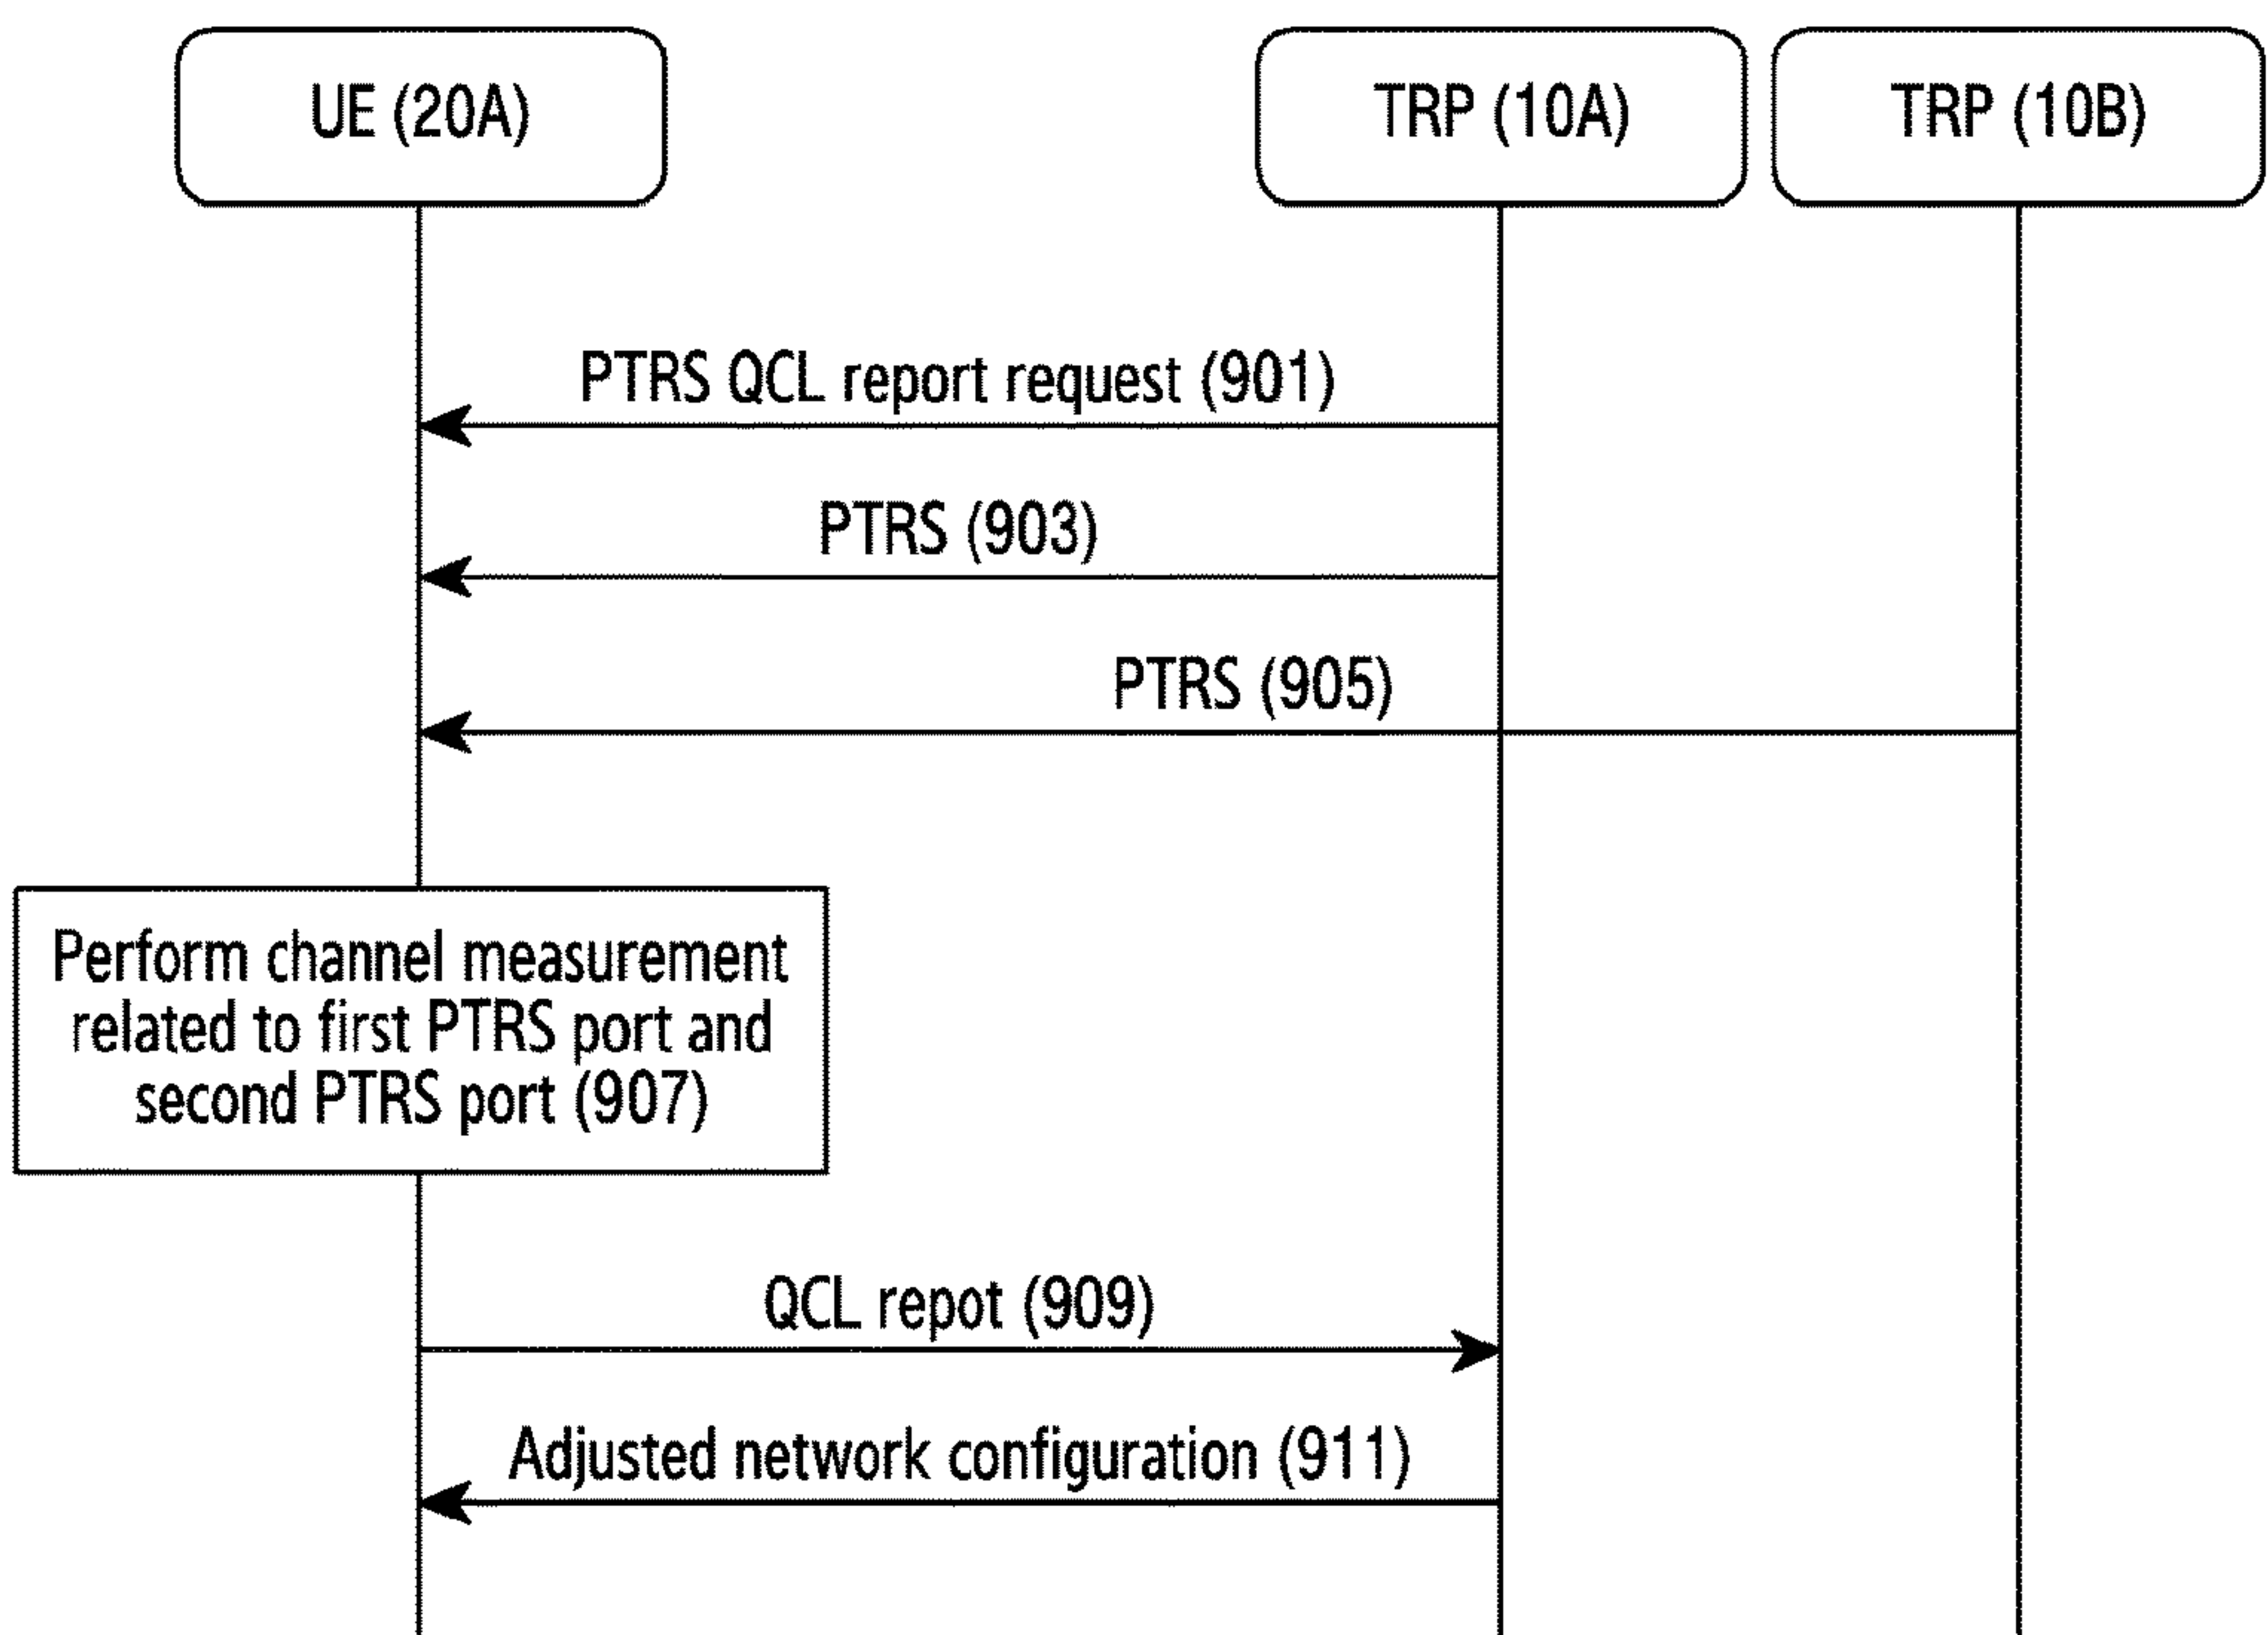 UE (20A)
TRP (10A)
TRP (10B)
PTRS QCL report request (901)
PTRS (903)
PTRS (905)
Perform channel measurement
related to first PTRS port and
second PTRS port (907)
QCL repot (909)
Adjusted network configuration (911)